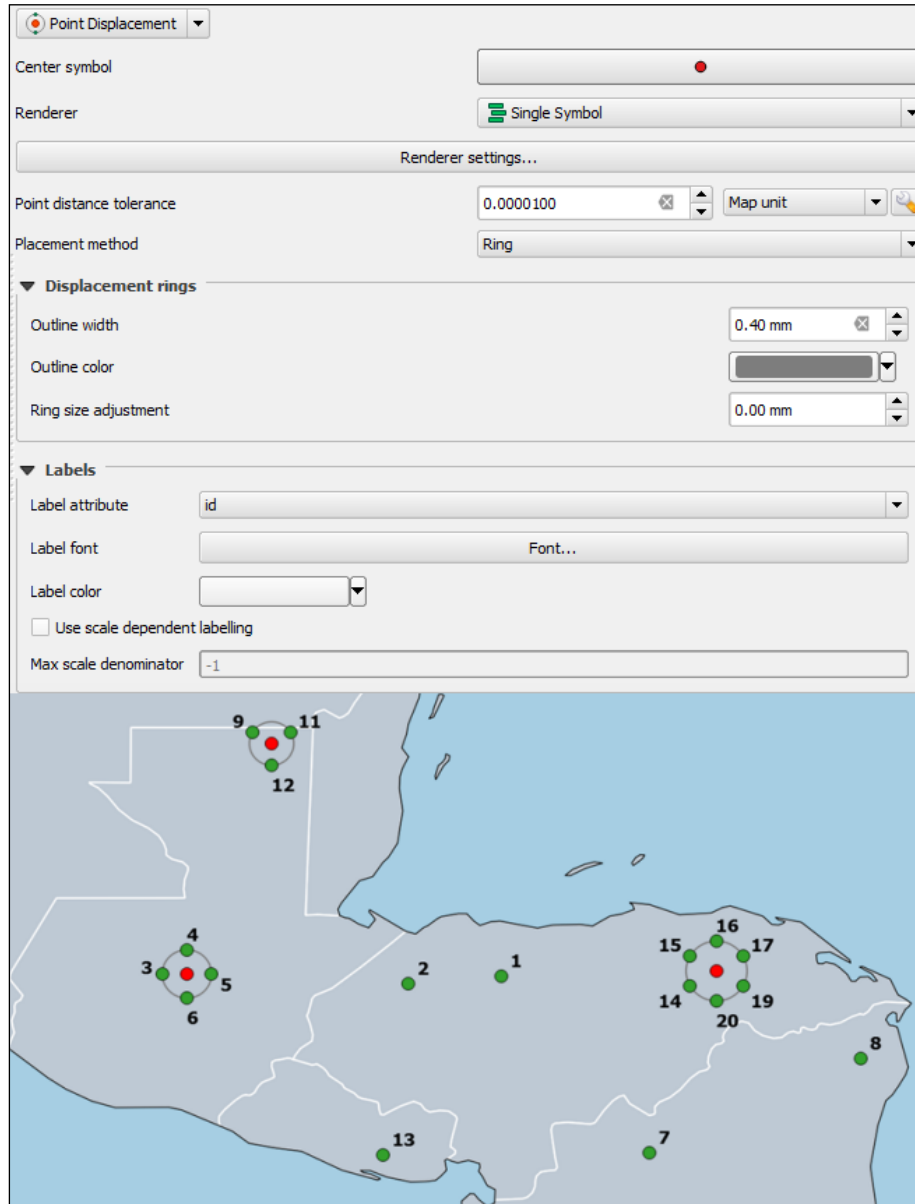 Point Displacement
Center symbol
Renderer Single Symbol
Renderer settings...
Point distance tolerance 0.0000100 Map unit
Placement method Ring
Displacement rings
Outline width 0.40 mm
Outline color
Ring size adjustment 0.00 mm
Labels
Label attribute id
Label font Font...
Label color
Use scale dependent labelling
Max scale denominator -1
9 11
12
4
3 5
6
2 1
16
15 17
14 19
20
8
13 7